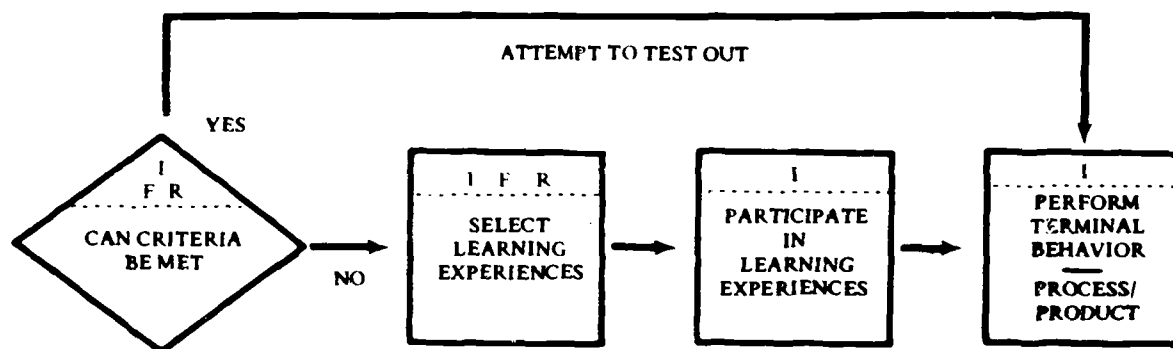 ATTEMPT TO TEST OUT
YES
I
F R
CAN CRITERIA
BE MET
NO
I F R
SELECT
LEARNING
EXPERIENCES
I
PARTICIPATE
IN
LEARNING
EXPERIENCES
I
PERFORM
TERMINAL
BEHAVIOR
PROCESS/
PRODUCT